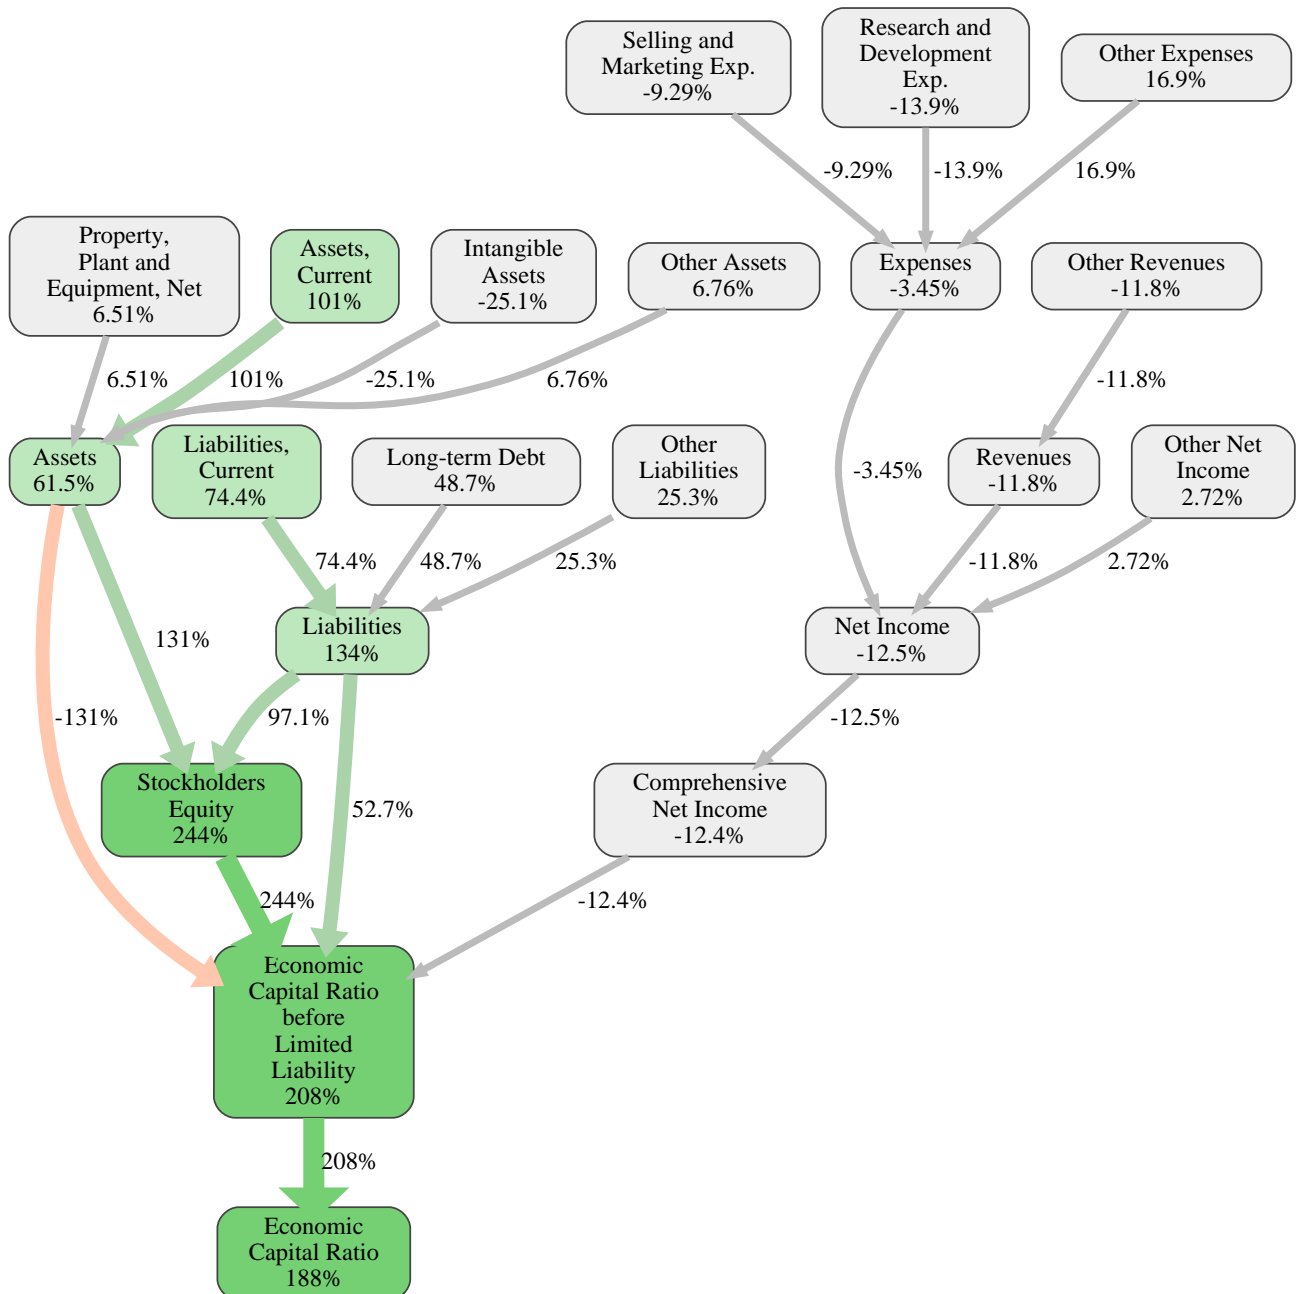 Selling and
Marketing Exp.
-9.29%
Research and
Development
Exp.
-13.9%
Other Expenses
16.9%
-9.29%
-13.9%
16.9%
Property,
Plant and
Equipment, Net
6.51%
Assets,
Current
101%
Intangible
Assets
-25.1%
Other Assets
6.76%
Expenses
-3.45%
Other Revenues
-11.8%
6.51%
101%
-25.1%
6.76%
-11.8%
Assets
61.5%
Liabilities,
Current
74.4%
Long-term Debt
48.7%
Other
Liabilities
25.3%
-3.45%
Revenues
-11.8%
Other Net
Income
2.72%
74.4%
48.7%
25.3%
-11.8%
2.72%
Liabilities
134%
Net Income
-12.5%
131%
-131%
97.1%
-12.5%
Stockholders
Equity
244%
52.7%
Comprehensive
Net Income
-12.4%
244%
-12.4%
Economic
Capital Ratio
before
Limited
Liability
208%
208%
Economic
Capital Ratio
188%